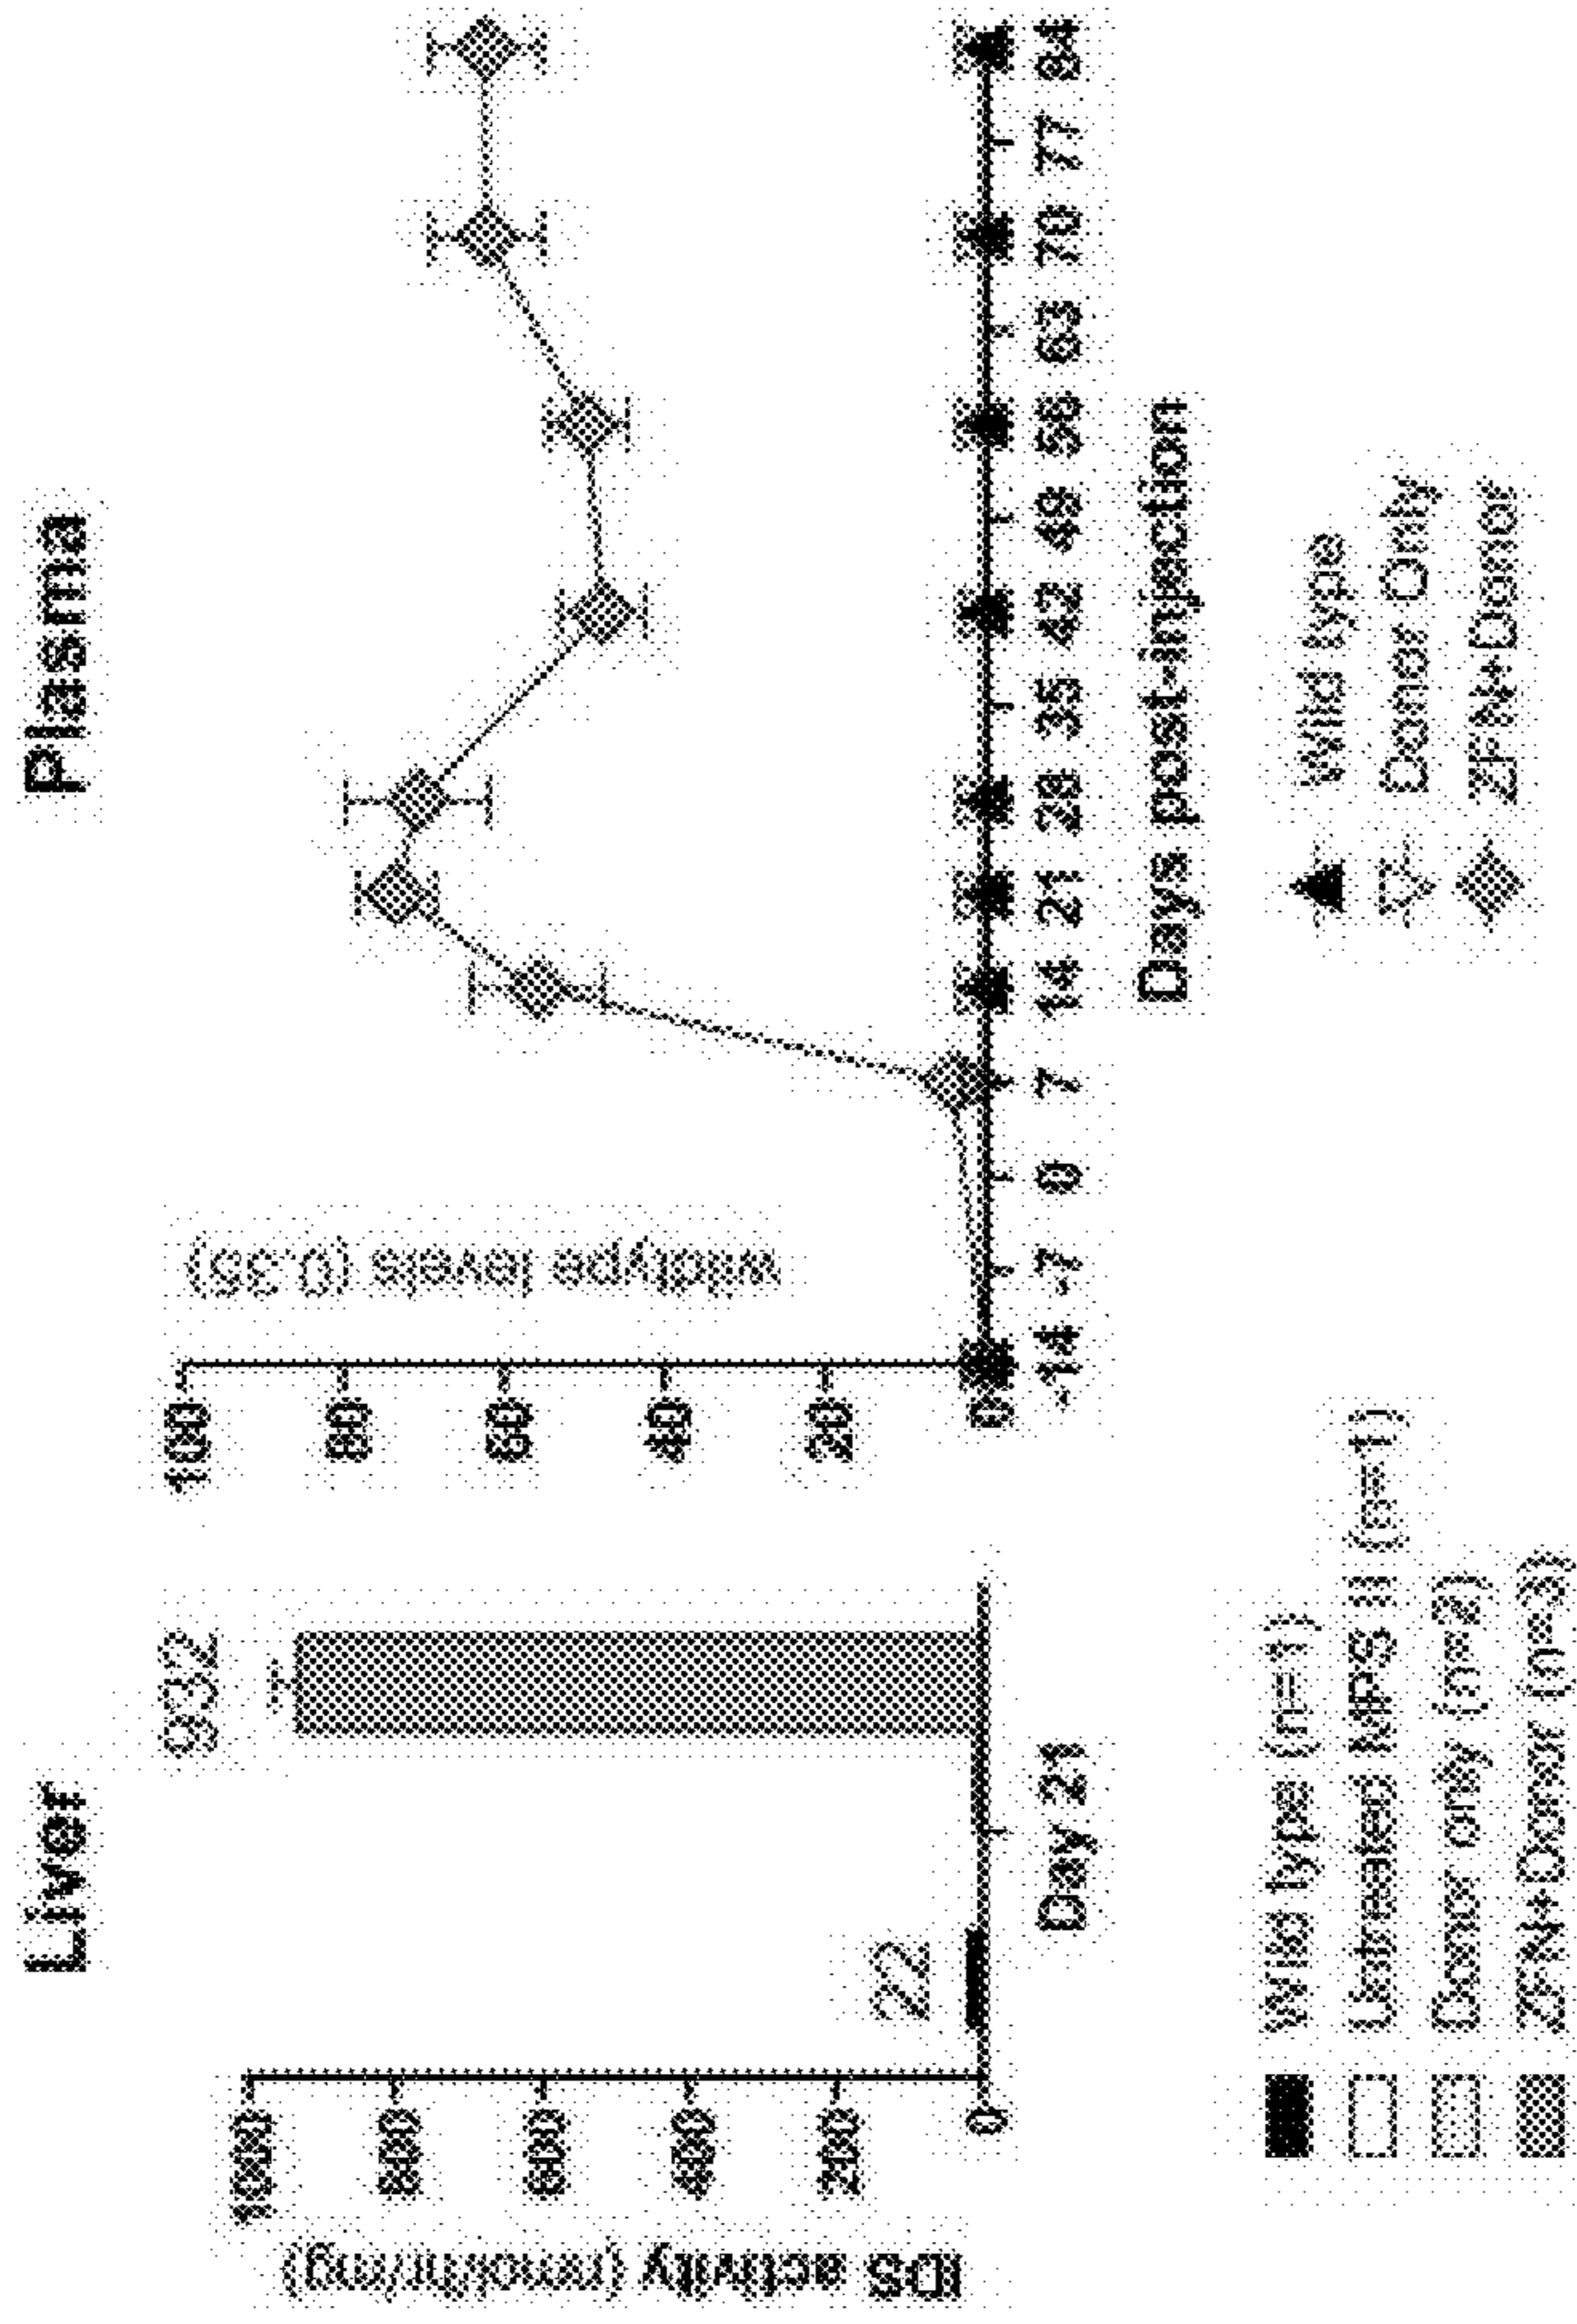 Liver
IDS activity (nmol/hr/mg)
1000
800
600
400
200
0
22
932
Day 21
Wild type (n=1)
Untreated MPS II (n=1)
Donor only (n=2)
ZFN+Donor (n=3)
Plasma
100
80
60
40
20
0
wildtype levels (0.35)
-14 -7 0 7 14 21 28 35 42 49 56 63 70 77 84
Days post-injection
Wild type
Donor Only
ZFN+Donor